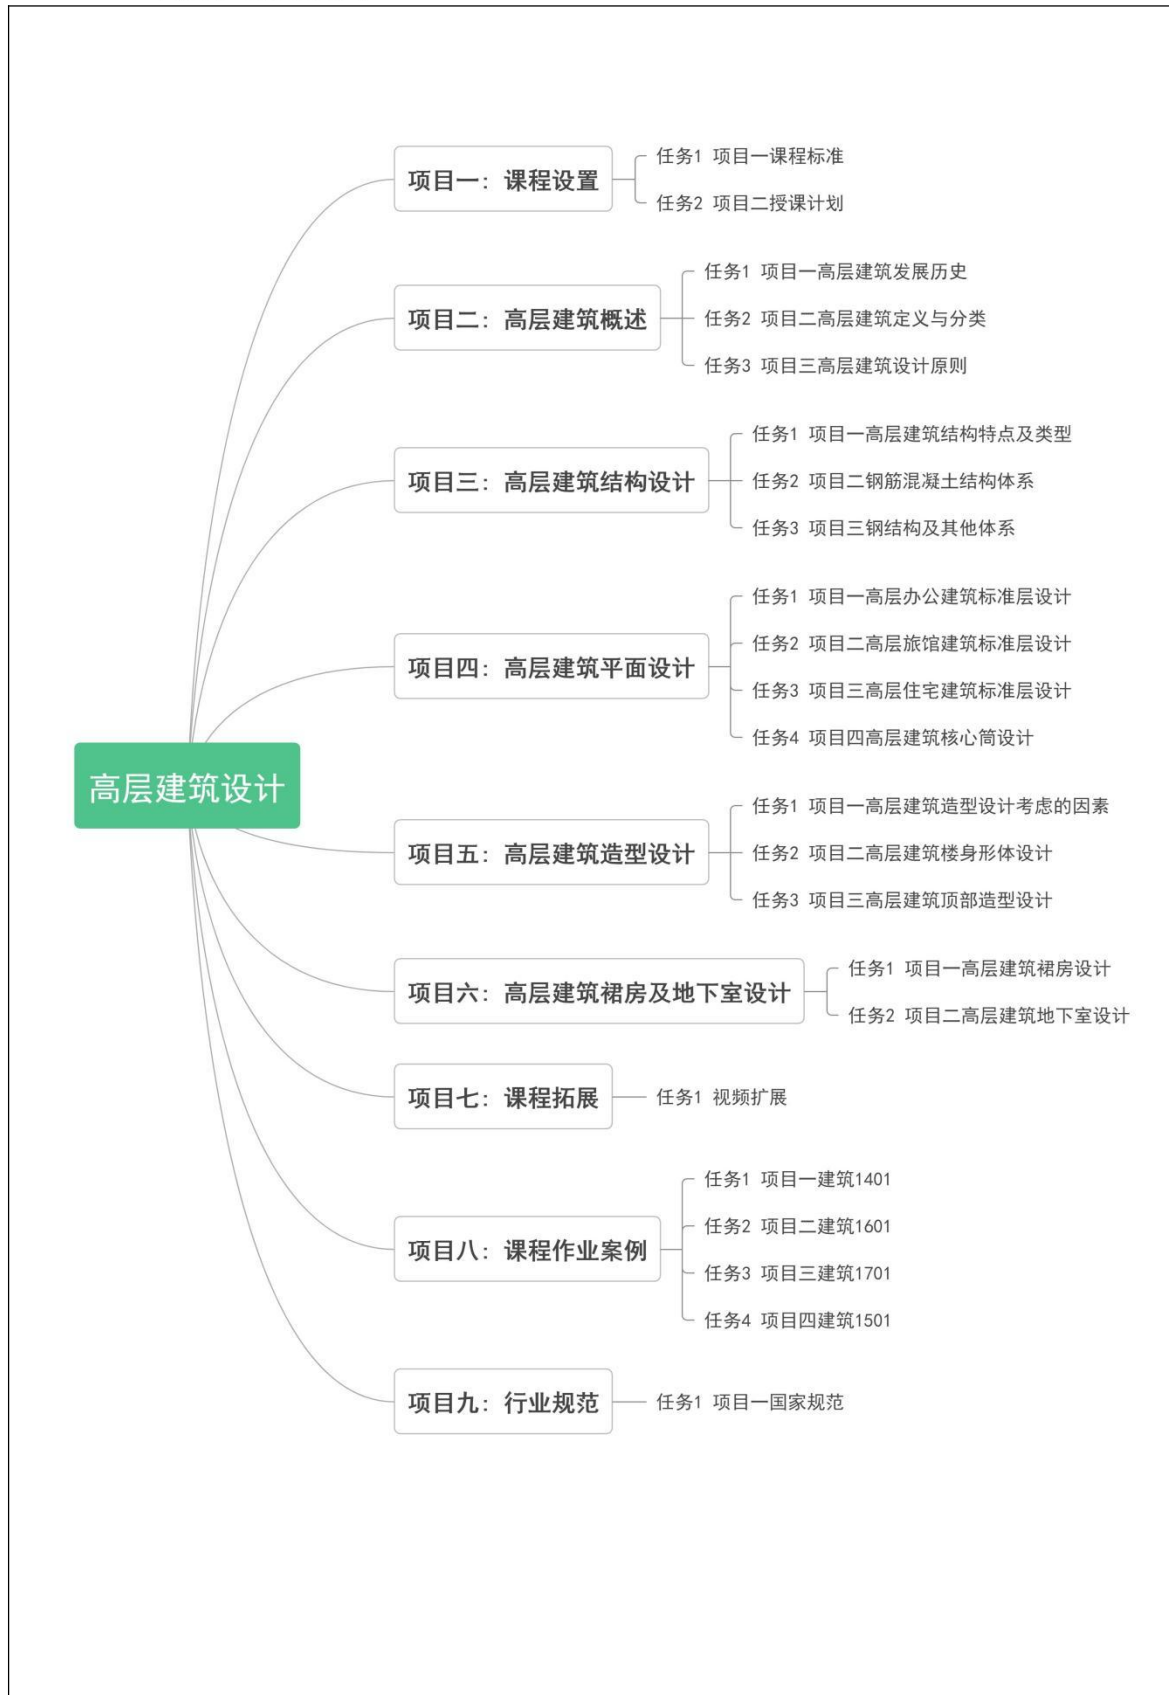 高层建筑设计
项目一：课程设置
任务1 项目一课程标准
任务2 项目二授课计划
项目二：高层建筑概述
任务1 项目一高层建筑发展历史
任务2 项目二高层建筑定义与分类
任务3 项目三高层建筑设计原则
项目三：高层建筑结构设计
任务1 项目一高层建筑结构特点及类型
任务2 项目二钢筋混凝土结构体系
任务3 项目三钢结构及其他体系
项目四：高层建筑平面设计
任务1 项目一高层办公建筑标准层设计
任务2 项目二高层旅馆建筑标准层设计
任务3 项目三高层住宅建筑标准层设计
任务4 项目四高层建筑核心筒设计
项目五：高层建筑造型设计
任务1 项目一高层建筑造型设计考虑的因素
任务2 项目二高层建筑楼身形体设计
任务3 项目三高层建筑顶部造型设计
项目六：高层建筑裙房及地下室设计
任务1 项目一高层建筑裙房设计
任务2 项目二高层建筑地下室设计
项目七：课程拓展
任务1 视频扩展
项目八：课程作业案例
任务1 项目一建筑1401
任务2 项目二建筑1601
任务3 项目三建筑1701
任务4 项目四建筑1501
项目九：行业规范
任务1 项目一国家规范